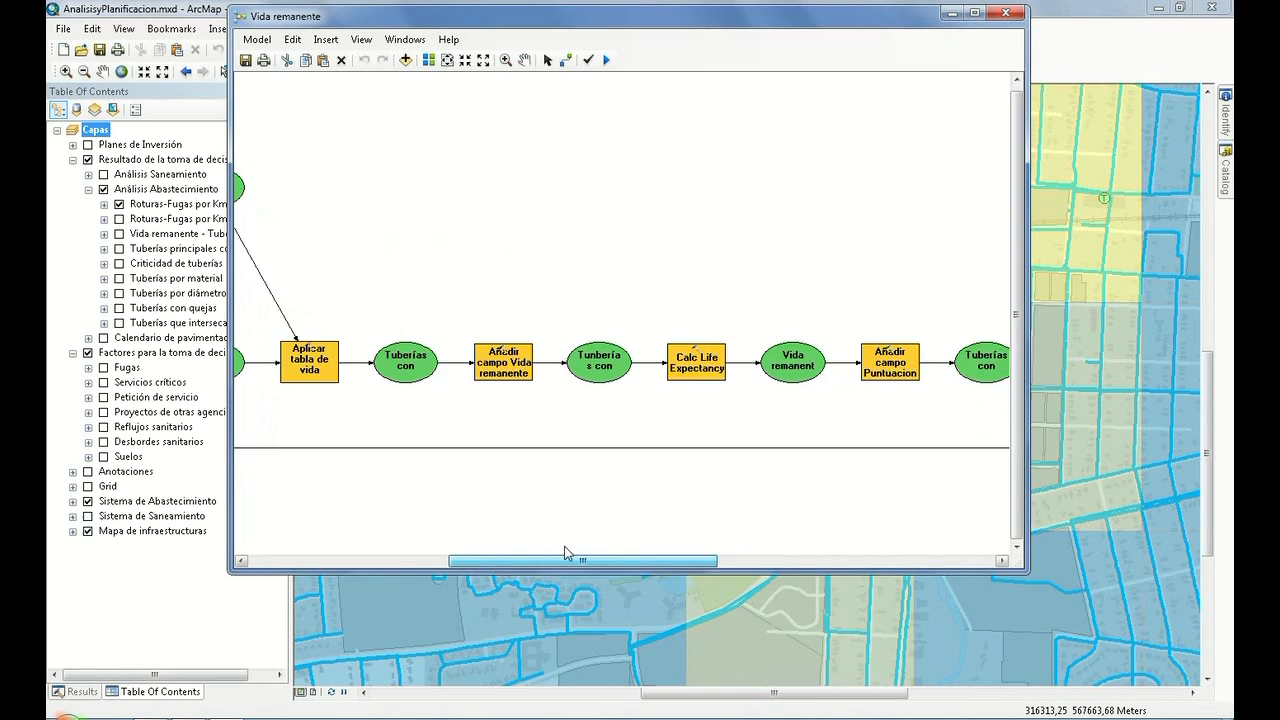 AnalisisyPlanificacion.mxd - ArcMap
File Edit View Bookmarks Inse
Table Of Contents
Capas
Planes de Inversión
Resultado de la toma de decis
Análisis Saneamiento
Análisis Abastecimiento
Roturas-Fugas por Km
Roturas-Fugas por Km
Vida remanente - Tube
Tuberías principales co
Criticidad de tuberías
Tuberías por material
Tuberías por diámetro
Tuberías con quejas
Tuberías que interseca
Calendario de pavimenta
Factores para la toma de deci
Fugas
Servicios críticos
Petición de servicio
Proyectos de otras agenci
Reflujos sanitarios
Desbordes sanitarios
Suelos
Anotaciones
Grid
Sistema de Abastecimiento
Sistema de Saneamiento
Mapa de infraestructuras
Results Table Of Contents
Vida remanente
Model Edit Insert View Windows Help
Aplicar
tabla de
vida
Tuberías
con
Añadir
campo Vida
remanente
Tunbería
s con
Calc Life
Expectancy
Vida
remanent
Añadir
campo
Puntuacion
Tuberías
con
Identify
Catalog
316313,25 567663,68 Meters